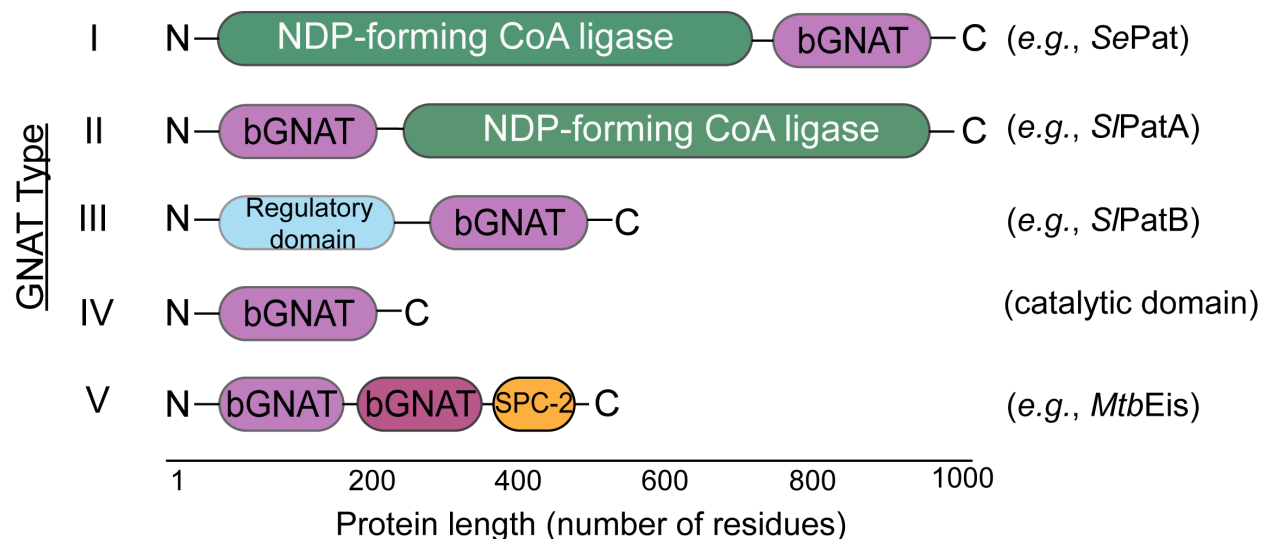 GNAT Type
I N NDP-forming CoA ligase bGNAT C (e.g., SePat)
II N bGNAT NDP-forming CoA ligase C (e.g., SlPatA)
III N Regulatory domain bGNAT C (e.g., SlPatB)
IV N bGNAT C (catalytic domain)
V N bGNAT bGNAT SPC-2 C (e.g., MtbEis)
1 200 400 600 800 1000
Protein length (number of residues)